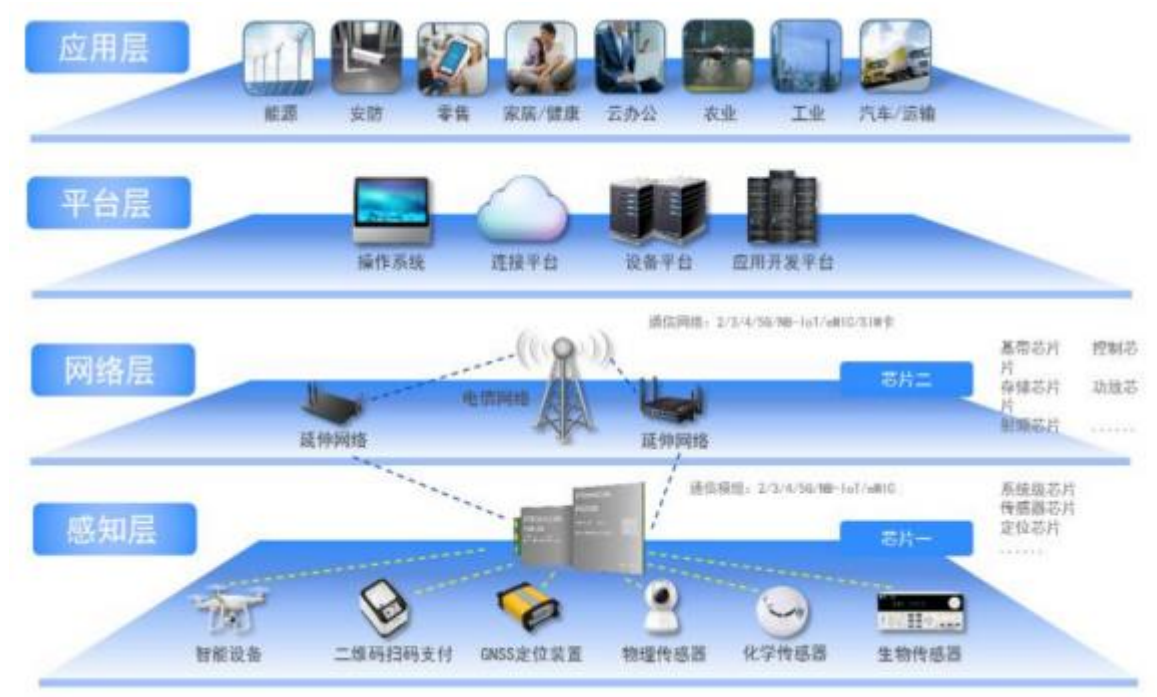 应用层
能源
安防
零售
家居/健康
云办公
农业
工业
汽车/运输
平台层
操作系统
连接平台
设备平台
应用开发平台
通信网络：2/3/4/5G/NB-IoT/eMTC/SIM卡
网络层
电信网络
延伸网络
延伸网络
芯片二
基带芯片 控制芯
片
存储芯片 功放芯
片
射频芯片 ......
通信模组：2/3/4/5G/NB-IoT/eMTC
感知层
芯片一
系统级芯片
传感器芯片
定位芯片
......
智能设备
二维码扫码支付
GNSS定位装置
物理传感器
化学传感器
生物传感器